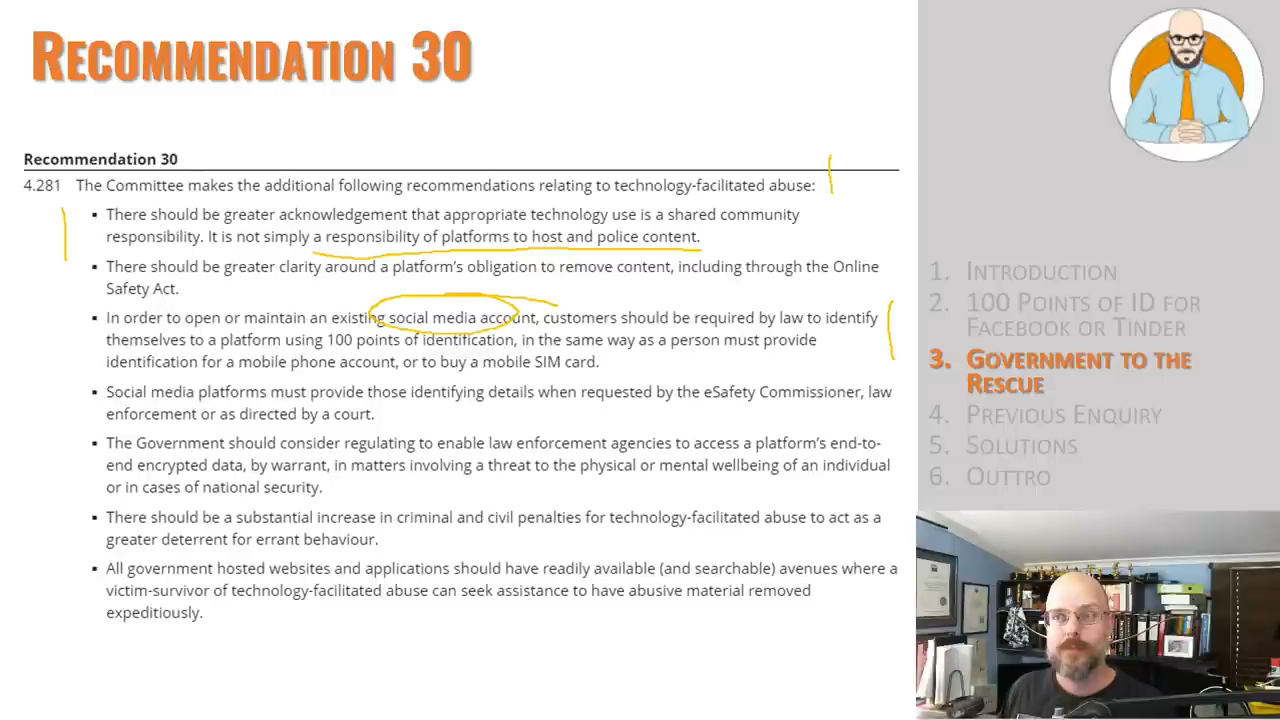 RECOMMENDATION 30
Recommendation 30
4.281 The Committee makes the additional following recommendations relating to technology-facilitated abuse:
▪ There should be greater acknowledgement that appropriate technology use is a shared community
responsibility. It is not simply a responsibility of platforms to host and police content.
▪ There should be greater clarity around a platform's obligation to remove content, including through the Online
Safety Act.
▪ In order to open or maintain an existing social media account, customers should be required by law to identify
themselves to a platform using 100 points of identification, in the same way as a person must provide
identification for a mobile phone account, or to buy a mobile SIM card.
▪ Social media platforms must provide those identifying details when requested by the eSafety Commissioner, law
enforcement or as directed by a court.
▪ The Government should consider regulating to enable law enforcement agencies to access a platform's end-to-
end encrypted data, by warrant, in matters involving a threat to the physical or mental wellbeing of an individual
or in cases of national security.
▪ There should be a substantial increase in criminal and civil penalties for technology-facilitated abuse to act as a
greater deterrent for errant behaviour.
▪ All government hosted websites and applications should have readily available (and searchable) avenues where a
victim-survivor of technology-facilitated abuse can seek assistance to have abusive material removed
expeditiously.
1. INTRODUCTION
2. 100 POINTS OF ID FOR
FACEBOOK OR TINDER
3. GOVERNMENT TO THE
RESCUE
4. PREVIOUS ENQUIRY
5. SOLUTIONS
6. OUTTRO